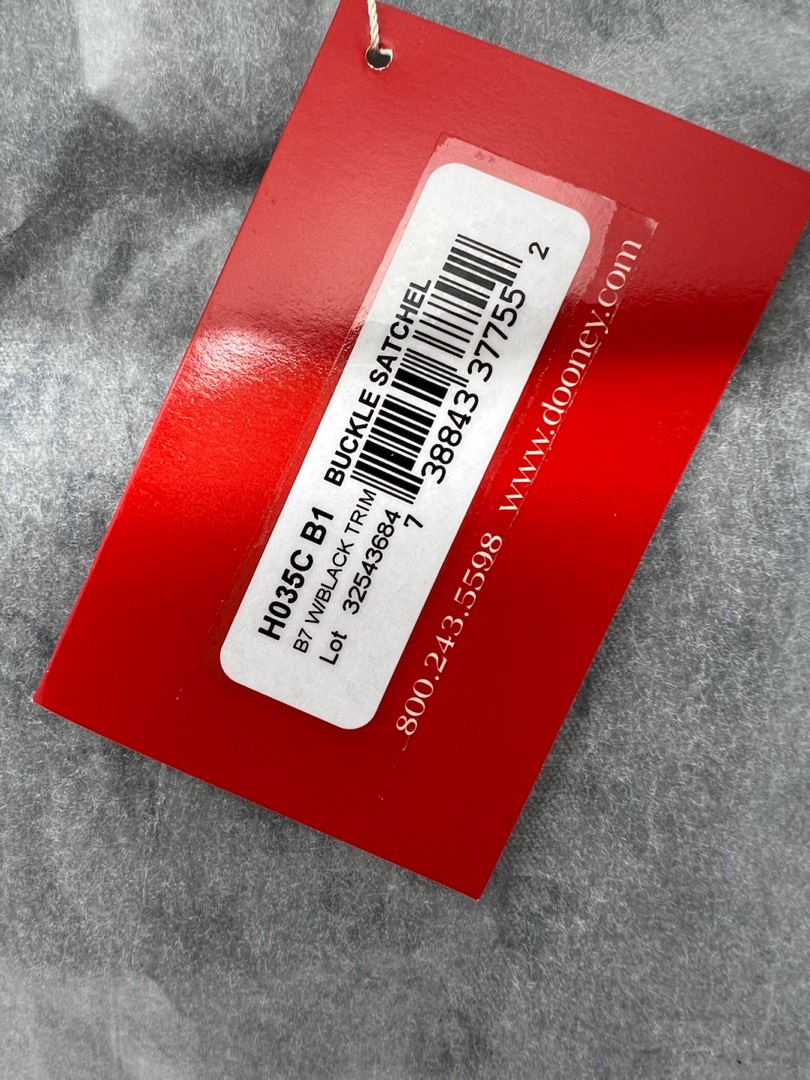 H035C B1 BUCKLE SATCHEL
B7 W/BLACK TRIM
Lot 32543684
7 38843 37755 2
800.243.5598 www.dooney.com